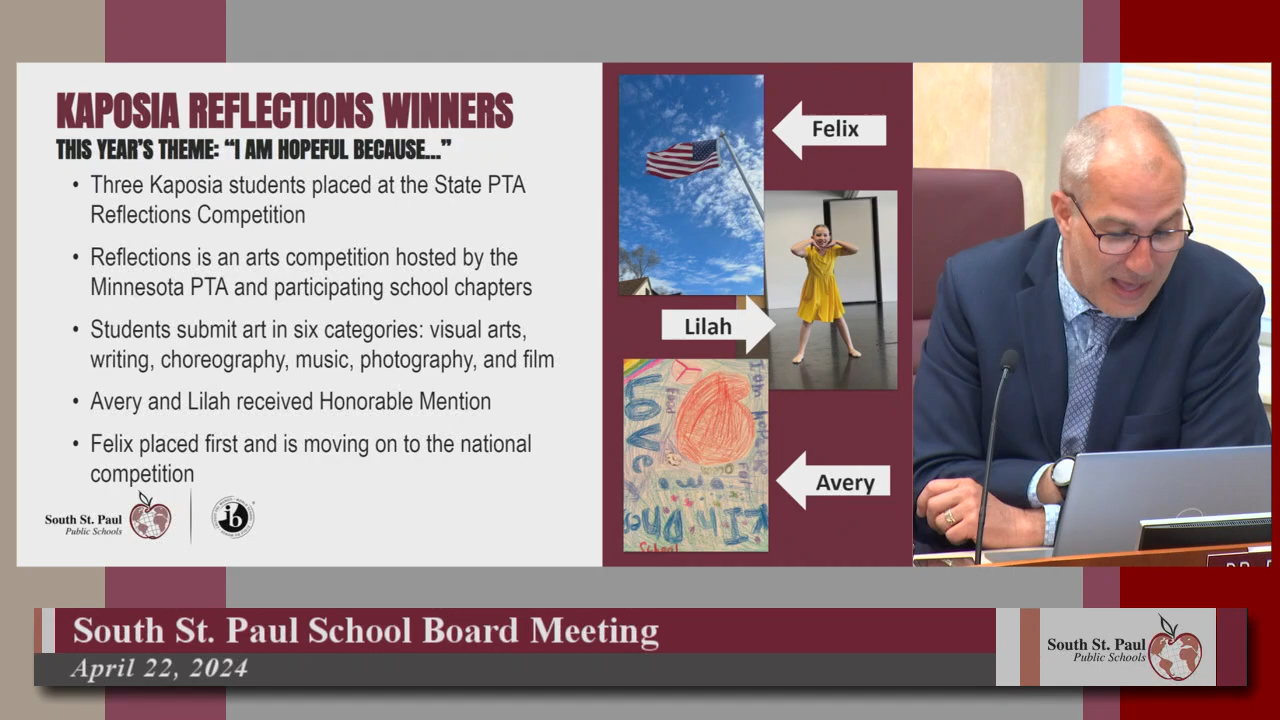 KAPOSIA REFLECTIONS WINNERS
THIS YEAR'S THEME: "I AM HOPEFUL BECAUSE..."
• Three Kaposia students placed at the State PTA
Reflections Competition
• Reflections is an arts competition hosted by the
Minnesota PTA and participating school chapters
• Students submit art in six categories: visual arts,
writing, choreography, music, photography, and film
• Avery and Lilah received Honorable Mention
• Felix placed first and is moving on to the national
competition
South St. Paul
Public Schools
Felix
Lilah
Avery
LOVE
Food
School
South St. Paul School Board Meeting
April 22, 2024
South St. Paul
Public Schools